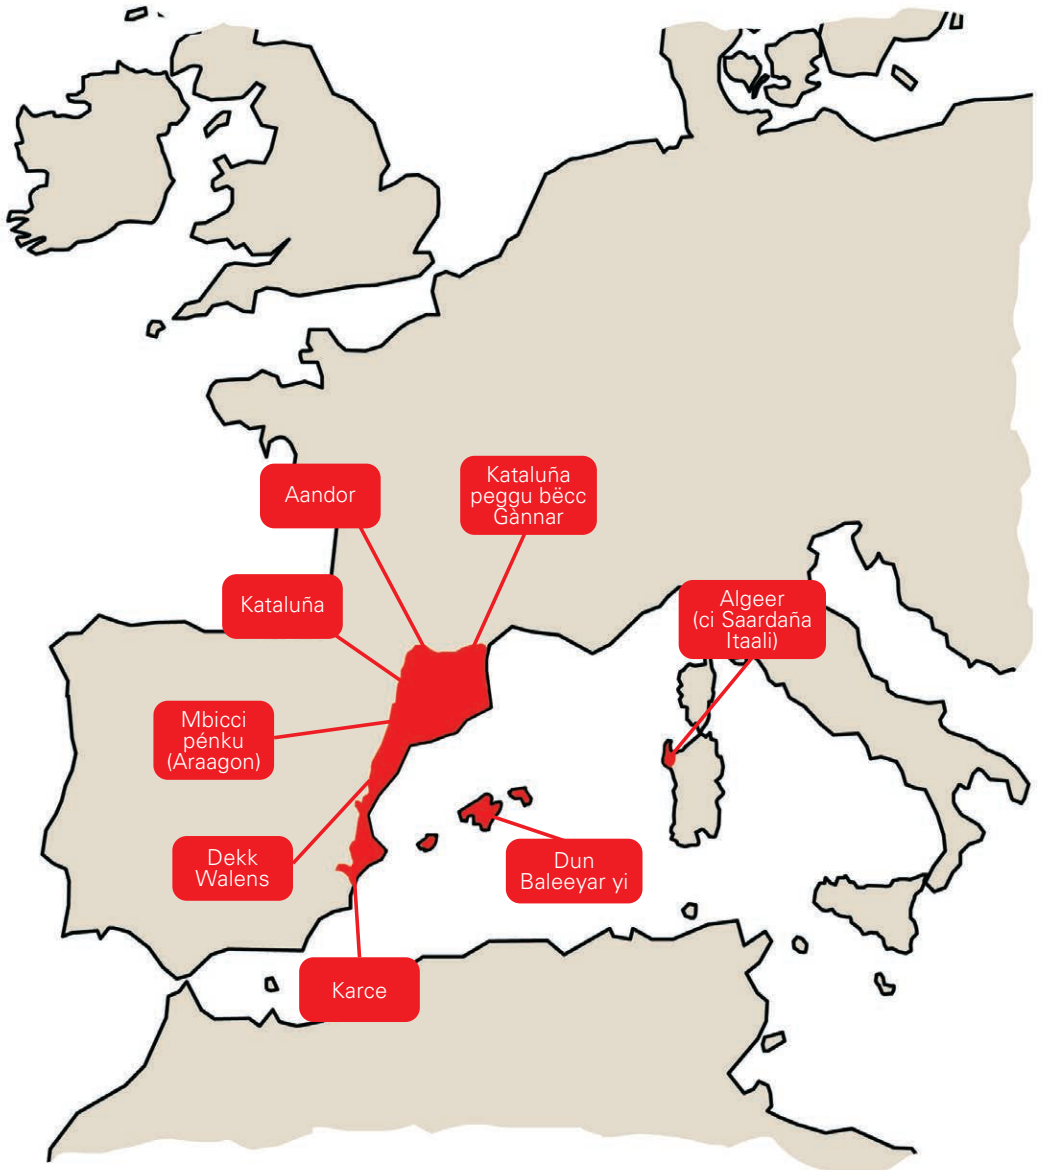 Aandor
Kataluña
peggu bëcc
Gànnar
Kataluña
Algeer
(ci Saardaña
Itaali)
Mbicci
pénku
(Araagon)
Dekk
Walens
Dun
Baleeyar yi
Karce